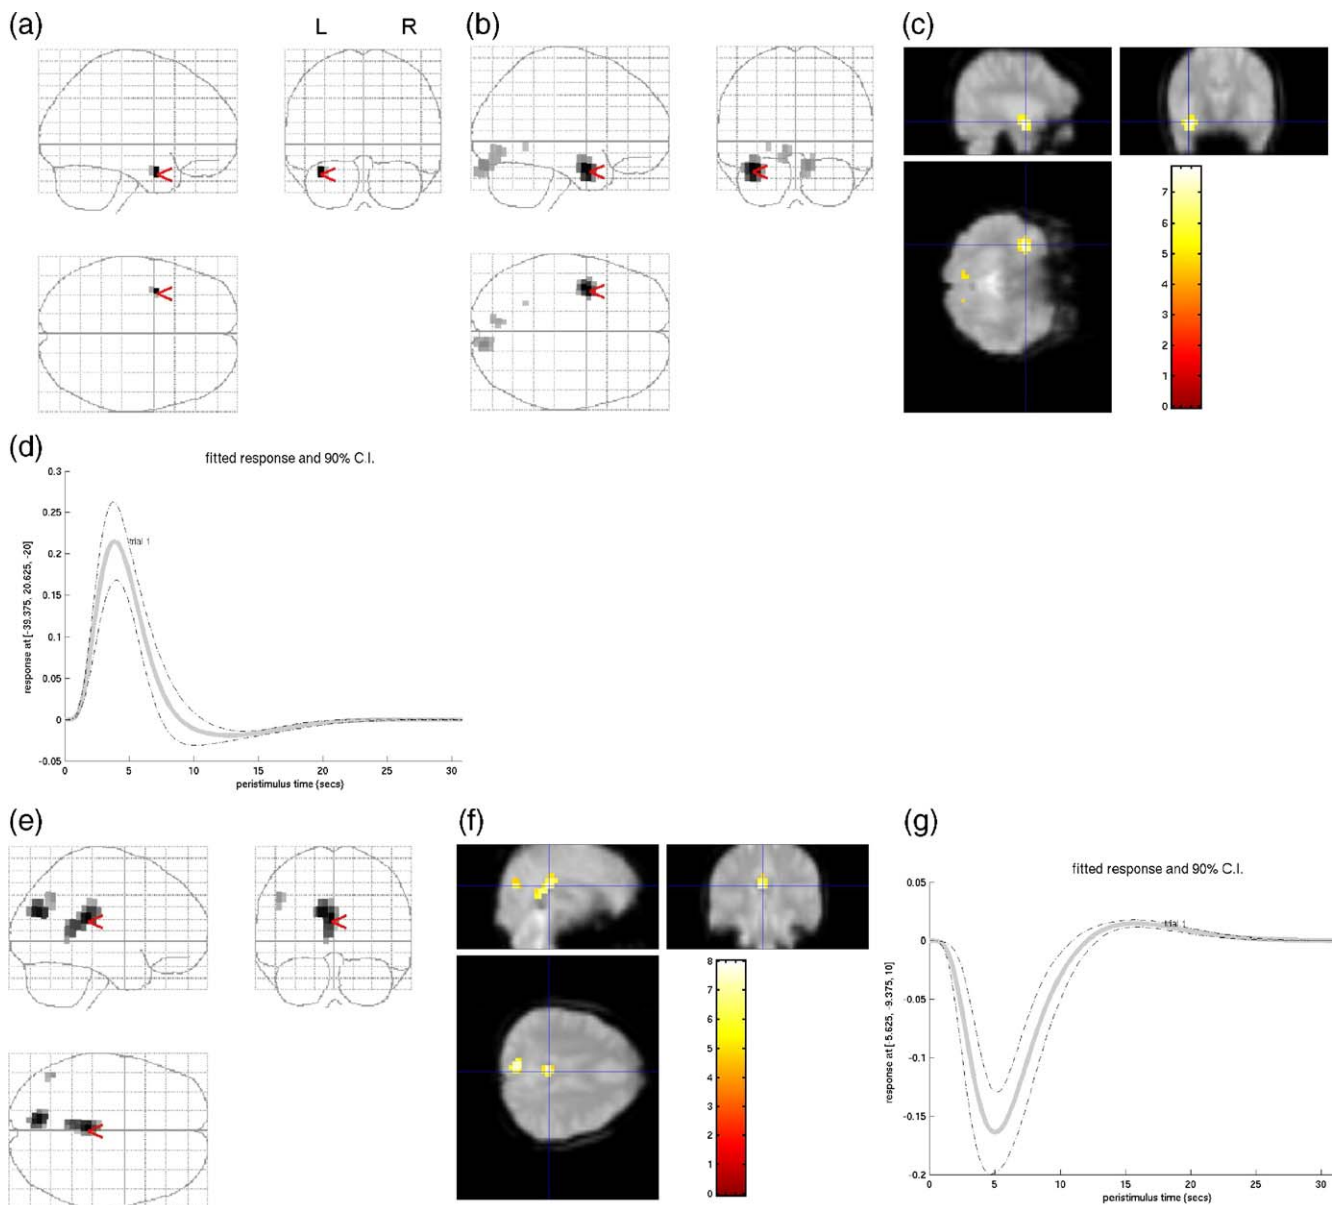 (a)
L R
(b)
(c)
7
6
5
4
3
2
1
0
(d)
fitted response and 90% C.I.
0.3
0.25
0.2
0.15
0.1
0.05
0
-0.05
trial 1
response at [-39.375, 20.625, -20]
0 5 10 15 20 25 30
peristimulus time (secs)
(e)
(f)
8
7
6
5
4
3
2
1
0
(g)
fitted response and 90% C.I.
0.05
0
-0.05
-0.1
-0.15
-0.2
trial 1
response at [-5.625, -9.375, 10]
0 5 10 15 20 25 30
peristimulus time (secs)